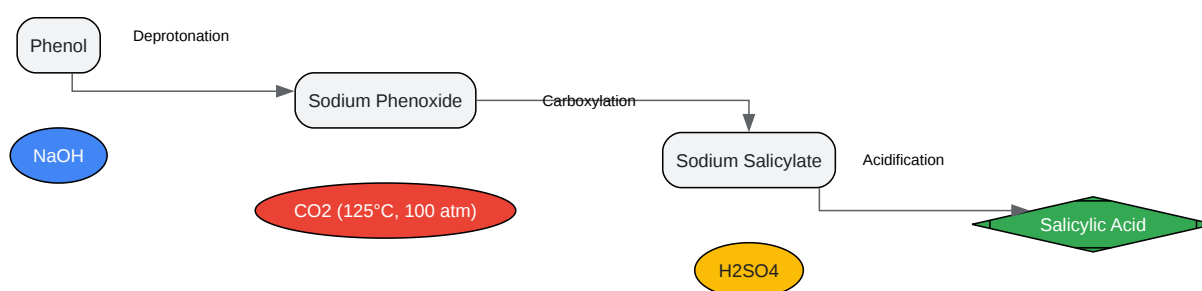 Phenol
Deprotonation
NaOH
Sodium Phenoxide
Carboxylation
CO2 (125°C, 100 atm)
Sodium Salicylate
Acidification
H2SO4
Salicylic Acid